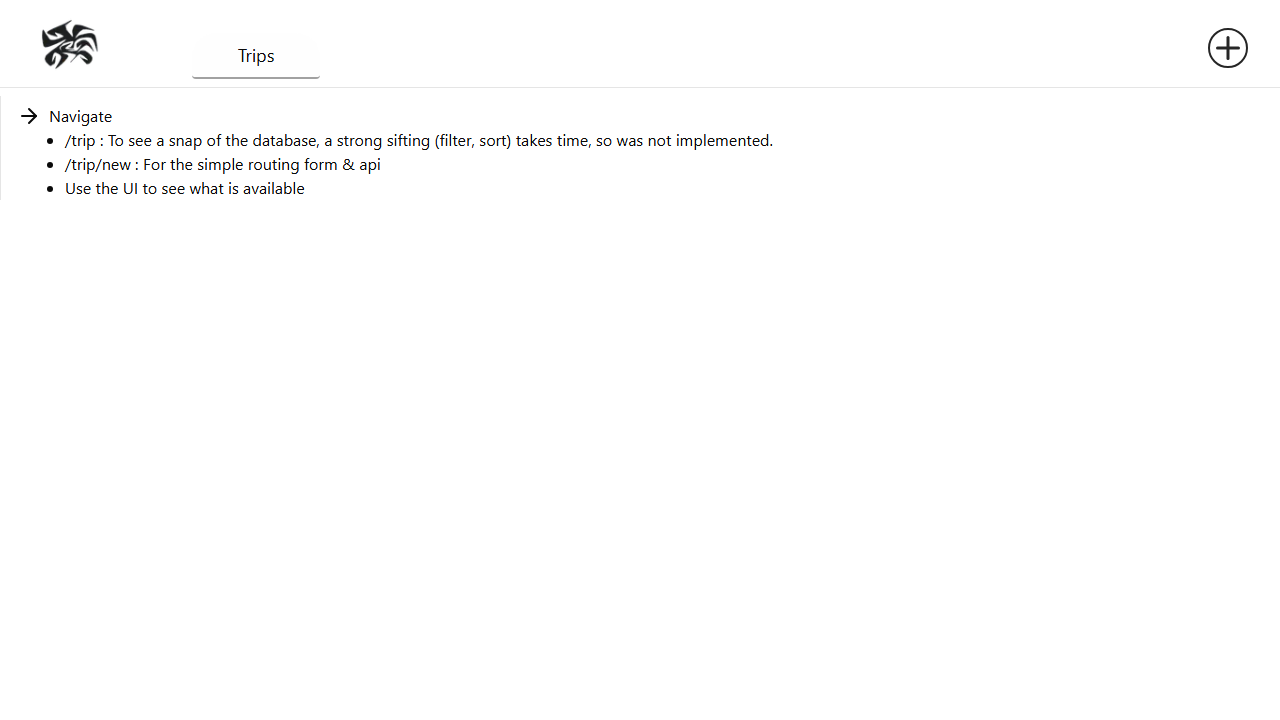 Trips
Navigate
/trip : To see a snap of the database, a strong sifting (filter, sort) takes time, so was not implemented.
/trip/new : For the simple routing form & api
Use the UI to see what is available